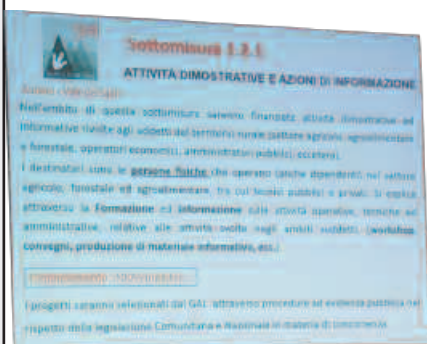 Sottomisura 1.2.1
ATTIVITÀ DIMOSTRATIVE E AZIONI DI INFORMAZIONE
Nell'ambito di questa sottomisura saranno finanziate attività dimostrative ed
informative rivolte agli addetti del territorio rurale (settore agricolo, agroalimentare
e forestale, operatori economici, amministratori pubblici, eccetera).
I destinatari sono le persone fisiche che operano (anche dipendenti) nel settore
agricolo, forestale ed agroalimentare, tra cui tecnici pubblici e privati. Si esplica
attraverso la Formazione ed informazione sulle attività operative, tecniche ed
amministrative, relative alle attività svolte negli ambiti suddetti (workshop,
convegni, produzione di materiale informativo, etc.)
I progetti saranno selezionati dal GAL attraverso procedure ad evidenza pubblica nel
rispetto della legislazione Comunitaria e Nazionale in materia di concorrenza